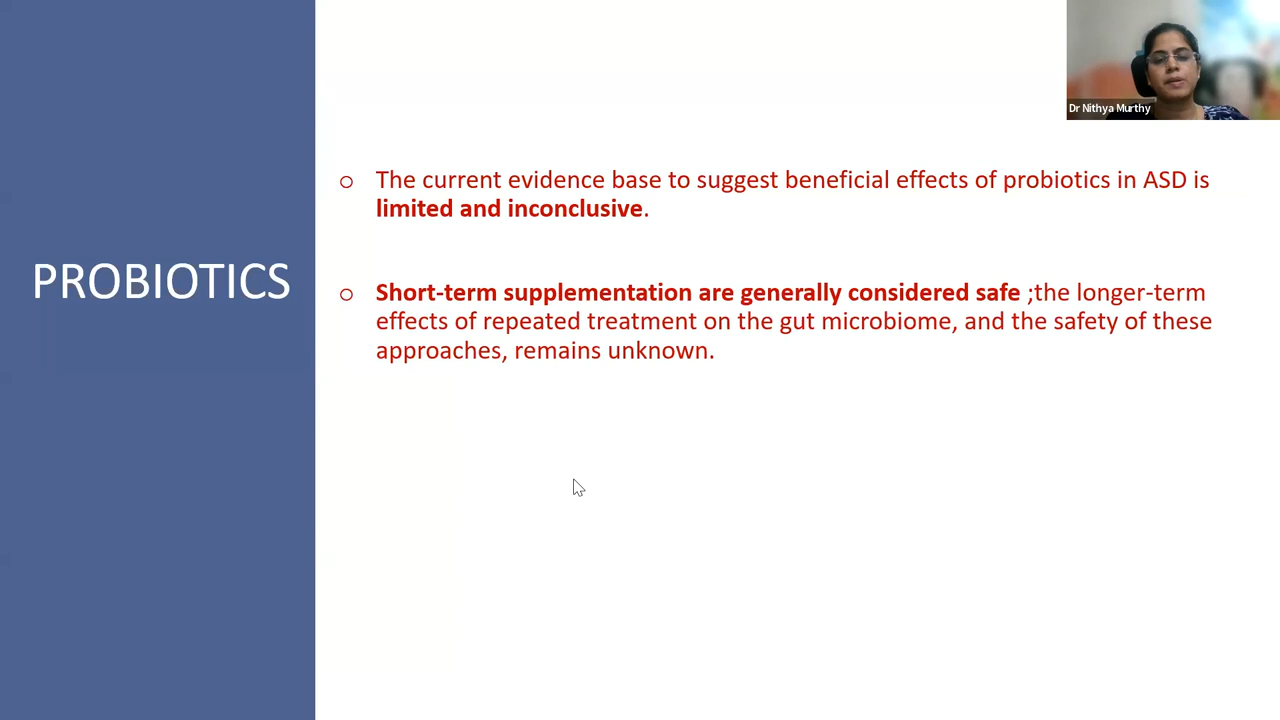 Dr Nithya Murthy
PROBIOTICS
The current evidence base to suggest beneficial effects of probiotics in ASD is
limited and inconclusive.
Short-term supplementation are generally considered safe ;the longer-term
effects of repeated treatment on the gut microbiome, and the safety of these
approaches, remains unknown.